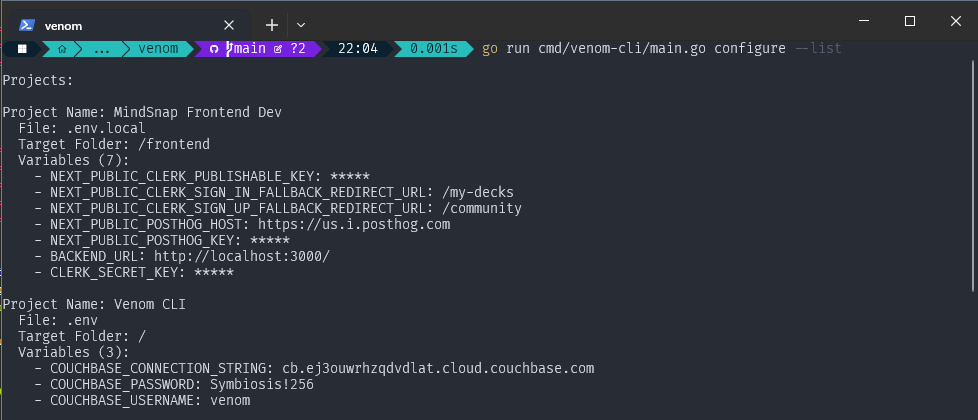 venom
... venom main ?2 22:04 0.001s go run cmd/venom-cli/main.go configure --list
Projects:
Project Name: MindSnap Frontend Dev
File: .env.local
Target Folder: /frontend
Variables (7):
- NEXT_PUBLIC_CLERK_PUBLISHABLE_KEY: *****
- NEXT_PUBLIC_CLERK_SIGN_IN_FALLBACK_REDIRECT_URL: /my-decks
- NEXT_PUBLIC_CLERK_SIGN_UP_FALLBACK_REDIRECT_URL: /community
- NEXT_PUBLIC_POSTHOG_HOST: https://us.i.posthog.com
- NEXT_PUBLIC_POSTHOG_KEY: *****
- BACKEND_URL: http://localhost:3000/
- CLERK_SECRET_KEY: *****
Project Name: Venom CLI
File: .env
Target Folder: /
Variables (3):
- COUCHBASE_CONNECTION_STRING: cb.ej3ouwrhzqdvdlat.cloud.couchbase.com
- COUCHBASE_PASSWORD: Symbiosis!256
- COUCHBASE_USERNAME: venom